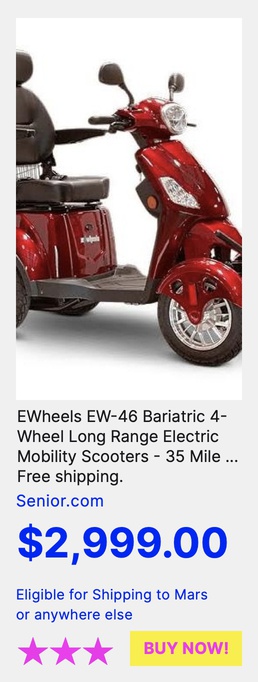 EWheels EW-46 Bariatric 4-
Wheel Long Range Electric
Mobility Scooters - 35 Mile ...
Free shipping.
Senior.com
$2,999.00
Eligible for Shipping to Mars
or anywhere else
BUY NOW!